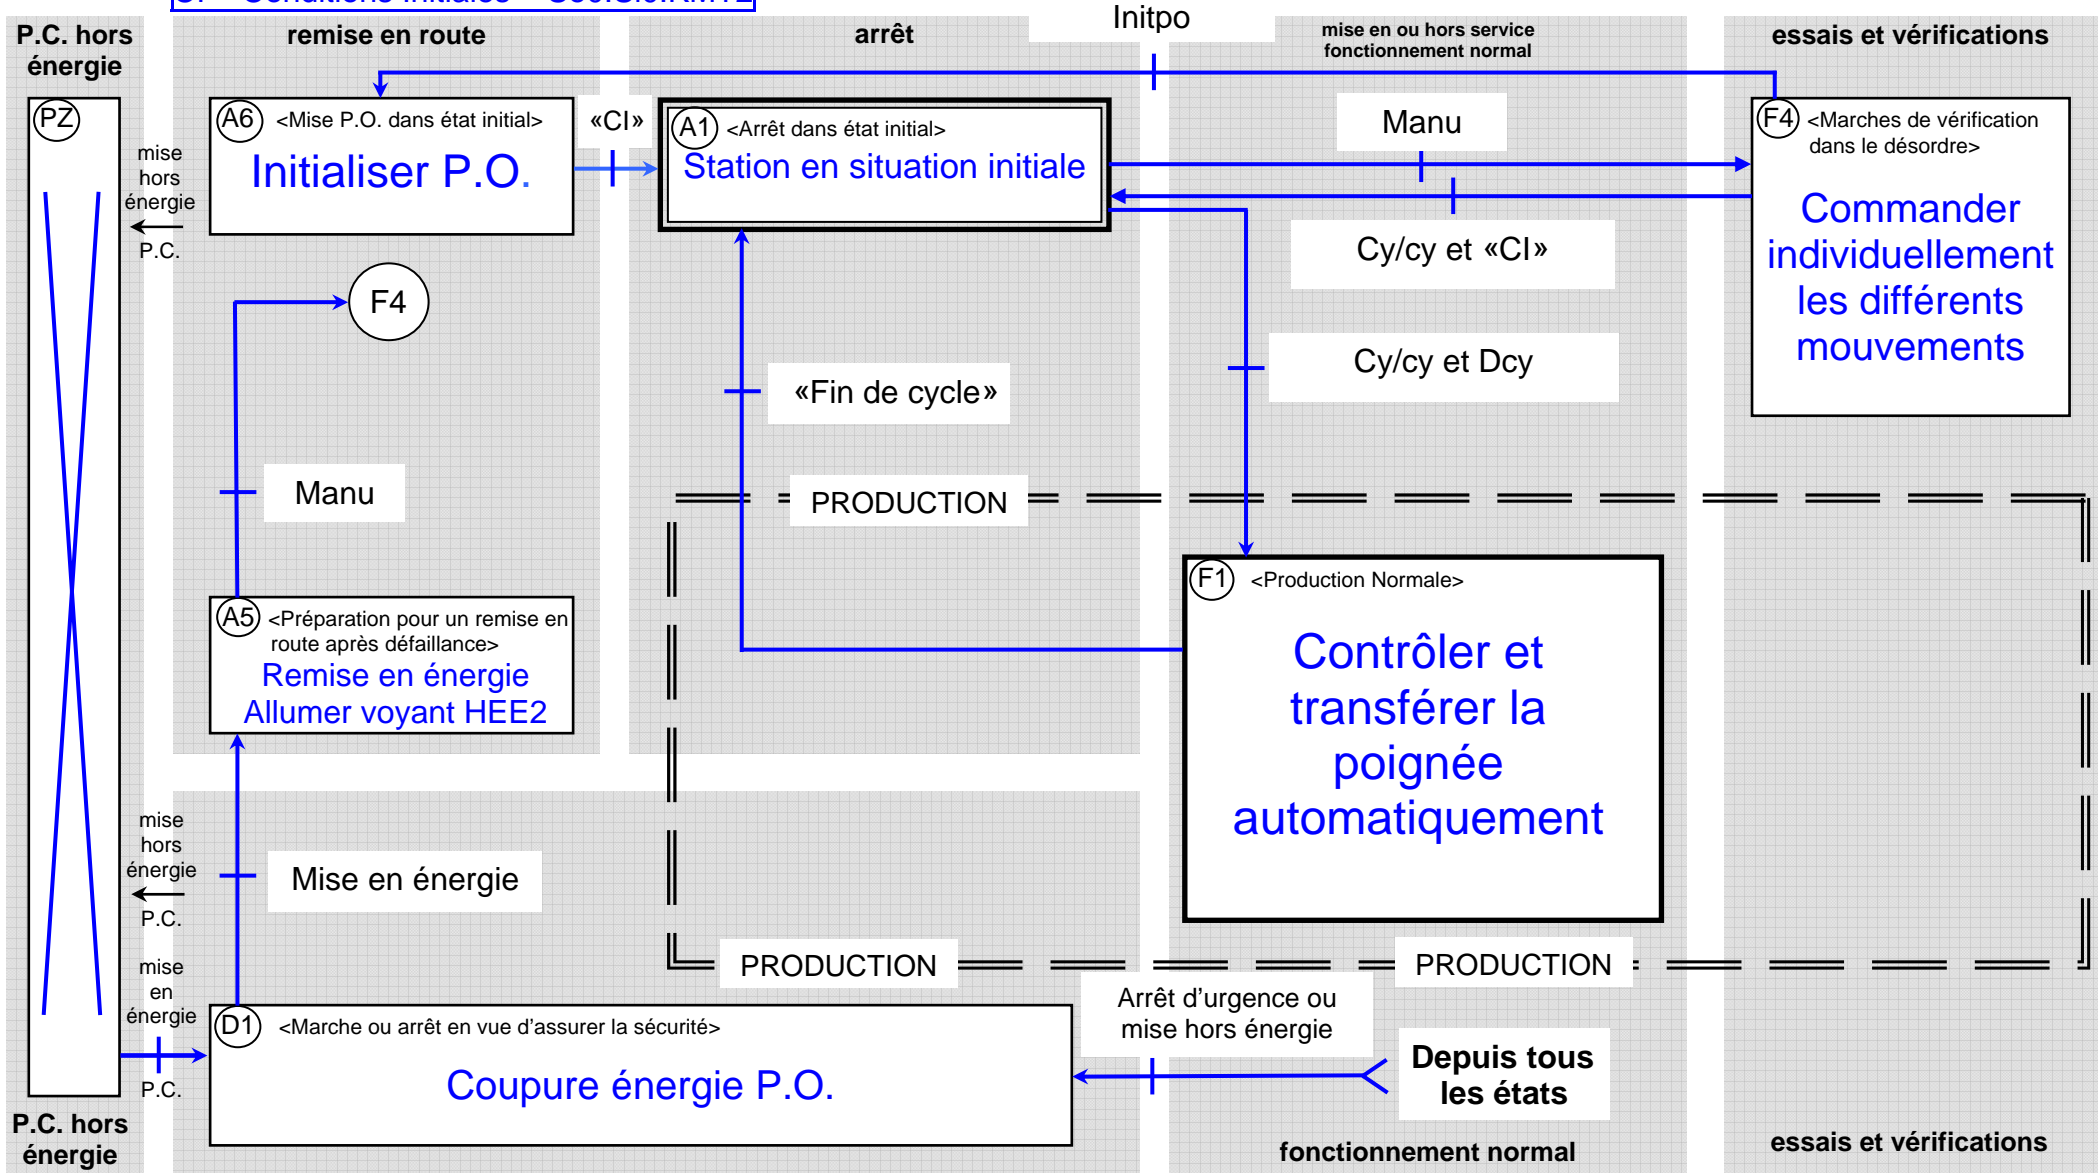 Initpo
P.C. hors
énergie
remise en route
arrêt
mise en ou hors service
fonctionnement normal
essais et vérifications
PZ
mise
hors
énergie
P.C.
A6 <Mise P.O. dans état initial>
Initialiser P.O.
«CI»
A1 <Arrêt dans état initial>
Station en situation initiale
Manu
F4 <Marches de vérification
dans le désordre>
Commander
individuellement
les différents
mouvements
Cy/cy et «CI»
F4
Cy/cy et Dcy
«Fin de cycle»
Manu
PRODUCTION
F1 <Production Normale>
Contrôler et
transférer la
poignée
automatiquement
A5 <Préparation pour un remise en
route après défaillance>
Remise en énergie
Allumer voyant HEE2
mise
hors
énergie
P.C.
Mise en énergie
PRODUCTION
PRODUCTION
mise
en
énergie
P.C.
D1 <Marche ou arrêt en vue d'assurer la sécurité>
Coupure énergie P.O.
Arrêt d'urgence ou
mise hors énergie
Depuis tous
les états
P.C. hors
énergie
fonctionnement normal
essais et vérifications